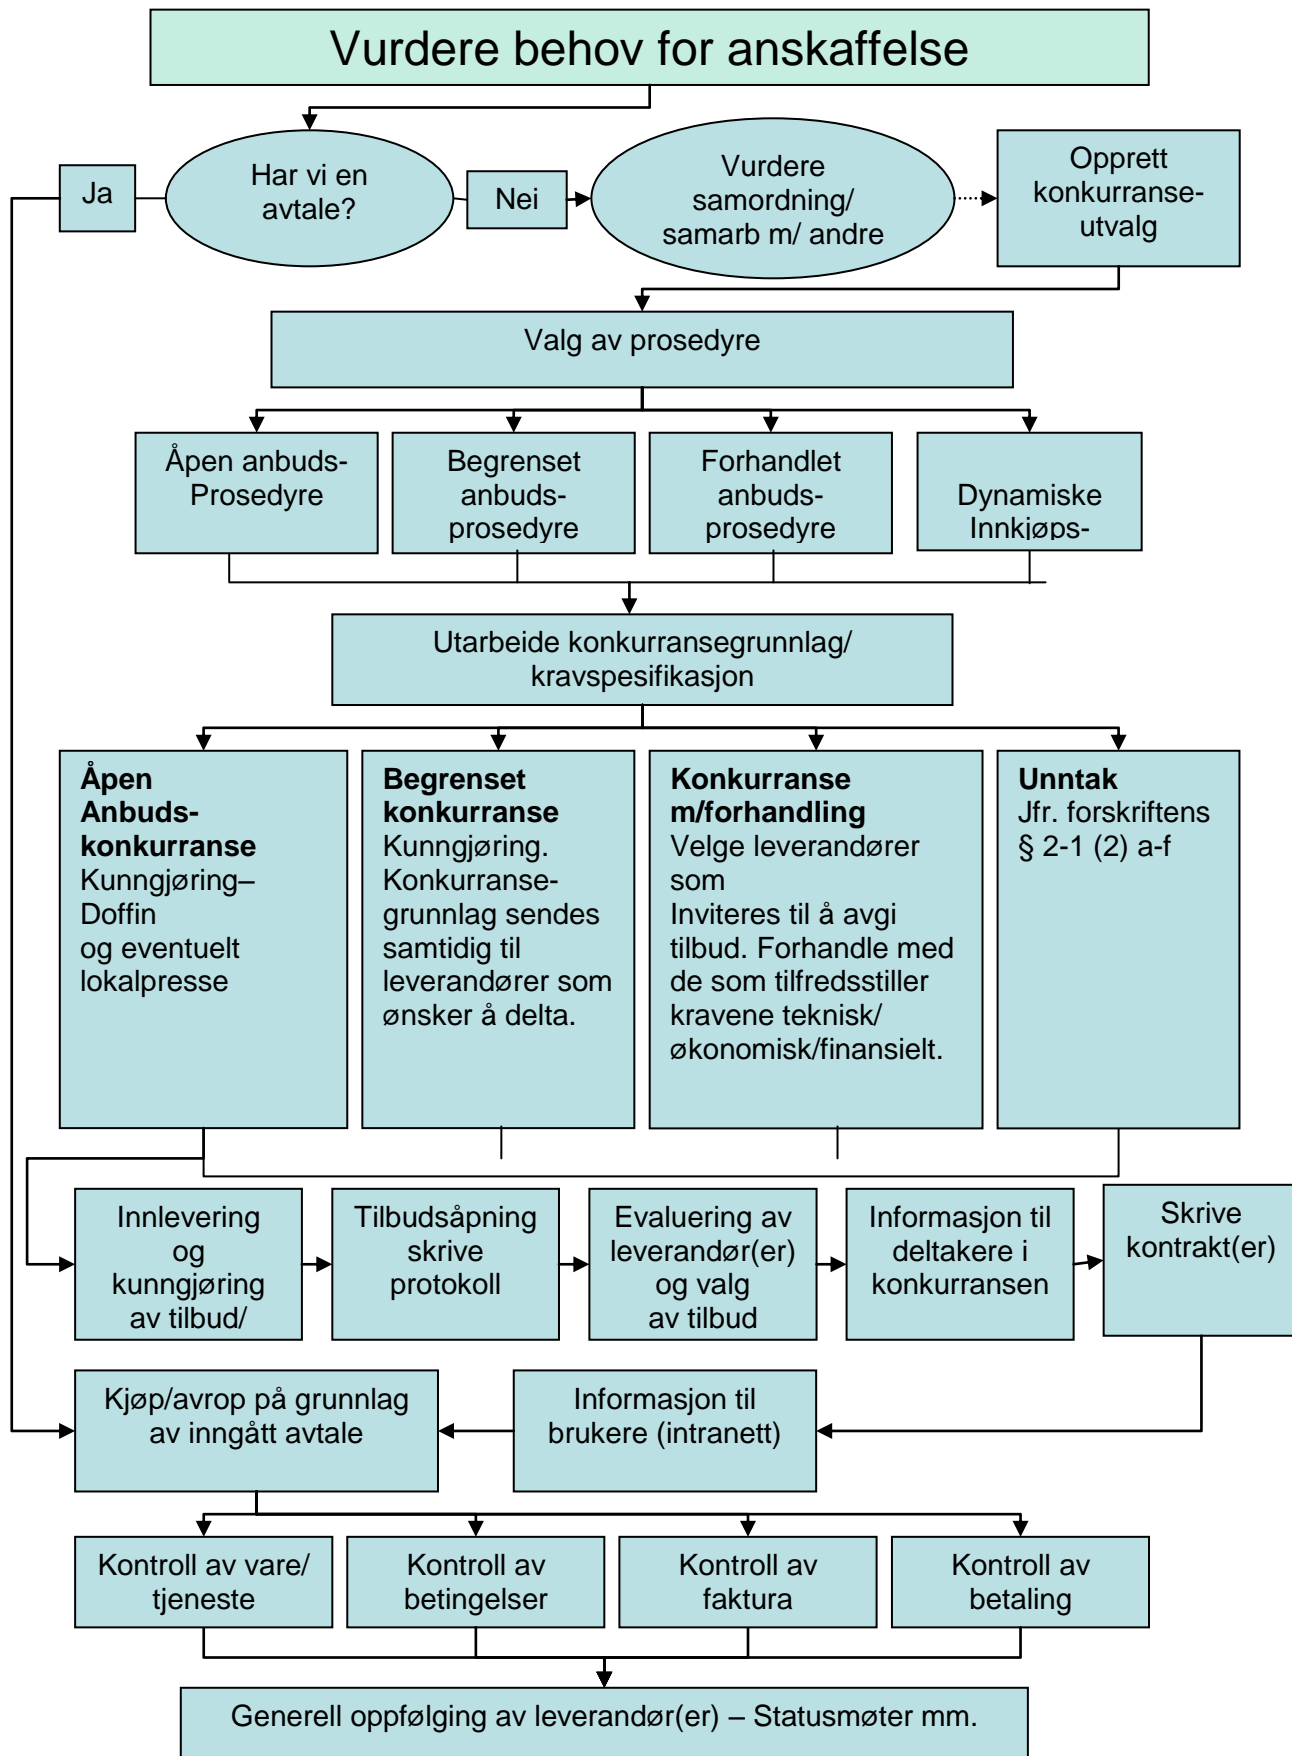 Vurdere behov for anskaffelse
Ja
Har vi en
avtale?
Nei
Vurdere
samordning/
samarb m/ andre
Opprett
konkurranse-
utvalg
Valg av prosedyre
Åpen anbuds-
Prosedyre
Begrenset
anbuds-
prosedyre
Forhandlet
anbuds-
prosedyre
Dynamiske
Innkjøps-
Utarbeide konkurransegrunnlag/
kravspesifikasjon
Åpen
Anbuds-
konkurranse
Kunngjøring–
Doffin
og eventuelt
lokalpresse
Begrenset
konkurranse
Kunngjøring.
Konkurranse-
grunnlag sendes
samtidig til
leverandører som
ønsker å delta.
Konkurranse
m/forhandling
Velge leverandører
som
Inviteres til å avgi
tilbud. Forhandle med
de som tilfredsstiller
kravene teknisk/
økonomisk/finansielt.
Unntak
Jfr. forskriftens
§ 2-1 (2) a-f
Innlevering
og
kunngjøring
av tilbud/
Tilbudsåpning
skrive
protokoll
Evaluering av
leverandør(er)
og valg
av tilbud
Informasjon til
deltakere i
konkurransen
Skrive
kontrakt(er)
Kjøp/avrop på grunnlag
av inngått avtale
Informasjon til
brukere (intranett)
Kontroll av vare/
tjeneste
Kontroll av
betingelser
Kontroll av
faktura
Kontroll av
betaling
Generell oppfølging av leverandør(er) – Statusmøter mm.